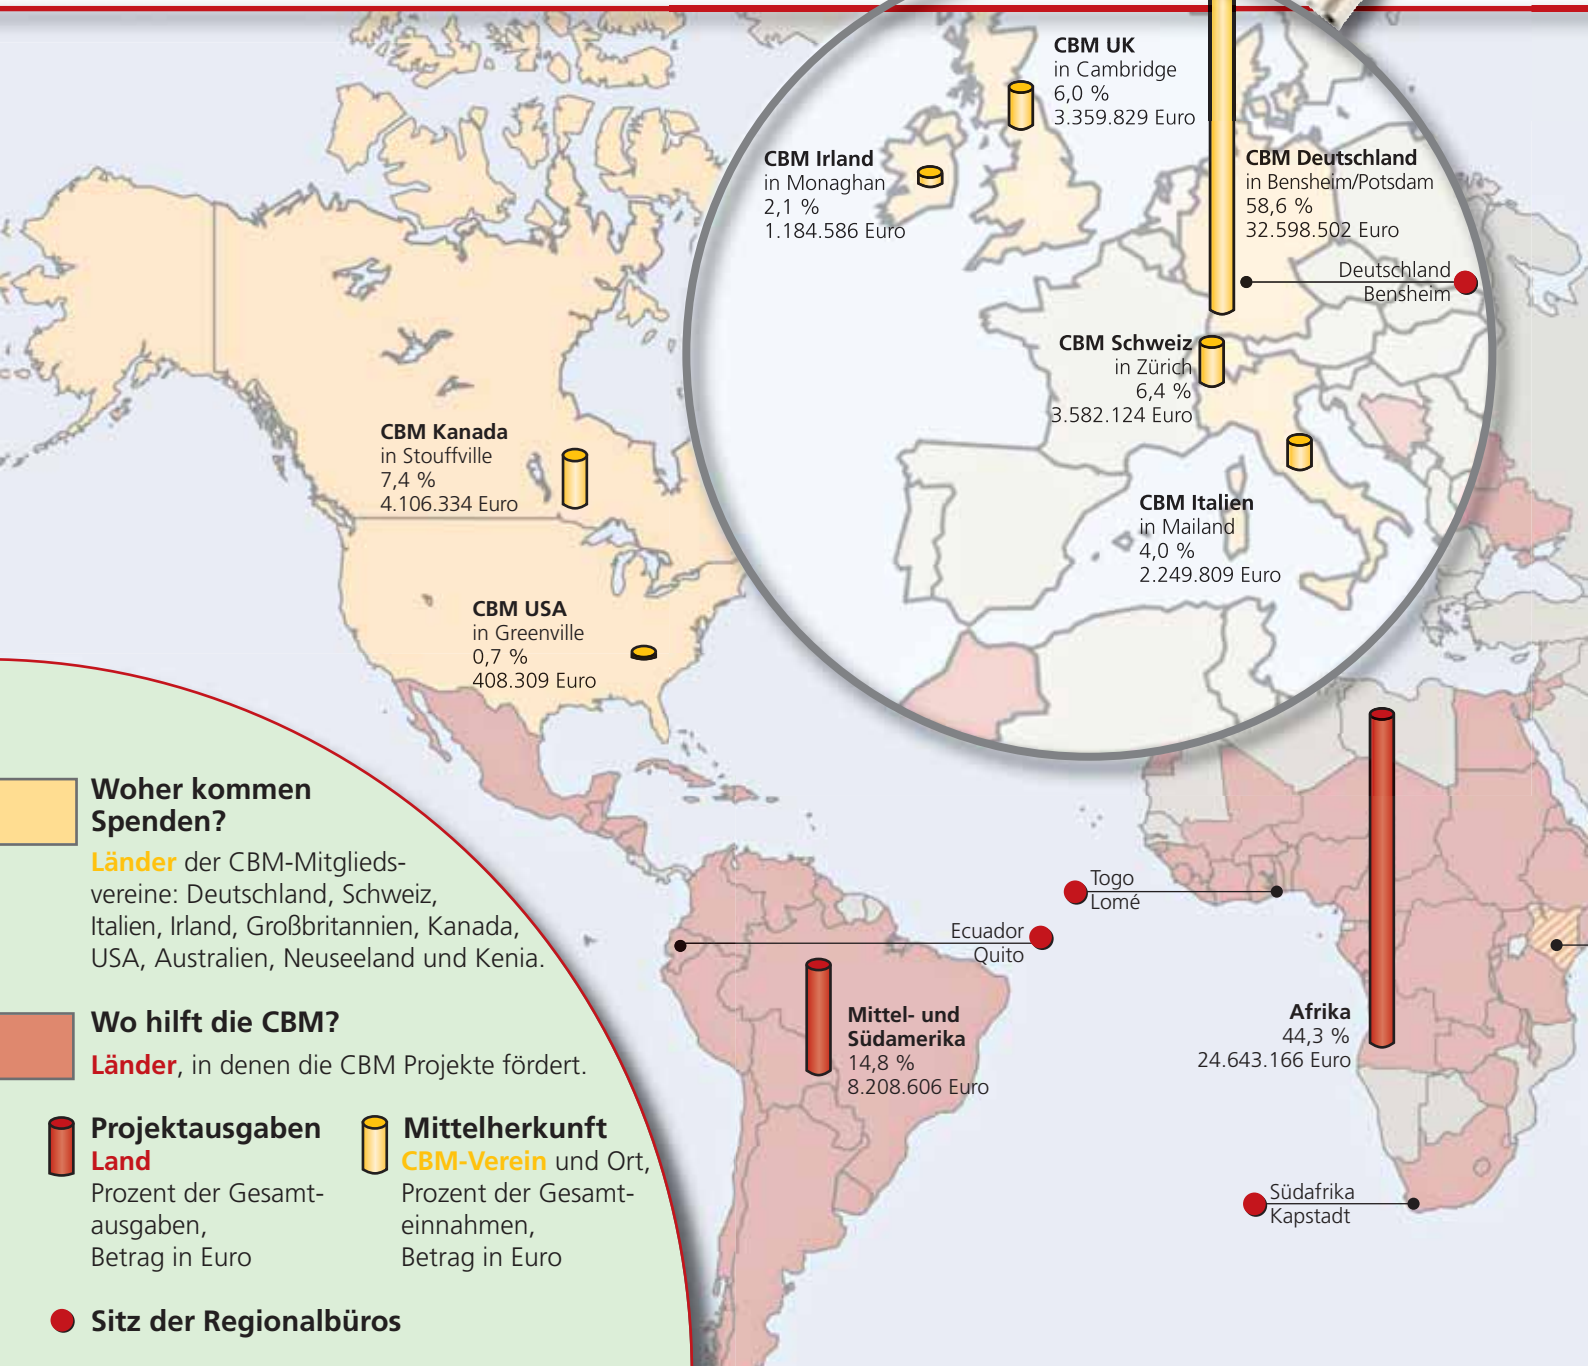 CBM UK
in Cambridge
6,0 %
3.359.829 Euro
CBM Irland
in Monaghan
2,1 %
1.184.586 Euro
CBM Deutschland
in Bensheim/Potsdam
58,6 %
32.598.502 Euro
Deutschland
Bensheim
CBM Schweiz
in Zürich
6,4 %
3.582.124 Euro
CBM Kanada
in Stouffville
7,4 %
4.106.334 Euro
CBM Italien
in Mailand
4,0 %
2.249.809 Euro
CBM USA
in Greenville
0,7 %
408.309 Euro
Togo
Lomé
Ecuador
Quito
Mittel- und
Südamerika
14,8 %
8.208.606 Euro
Afrika
44,3 %
24.643.166 Euro
Südafrika
Kapstadt
Woher kommen
Spenden?
Länder der CBM-Mitglieds-
vereine: Deutschland, Schweiz,
Italien, Irland, Großbritannien, Kanada,
USA, Australien, Neuseeland und Kenia.
Wo hilft die CBM?
Länder, in denen die CBM Projekte fördert.
Projektausgaben
Land
Prozent der Gesamt-
ausgaben,
Betrag in Euro
Mittelherkunft
CBM-Verein und Ort,
Prozent der Gesamt-
einnahmen,
Betrag in Euro
Sitz der Regionalbüros